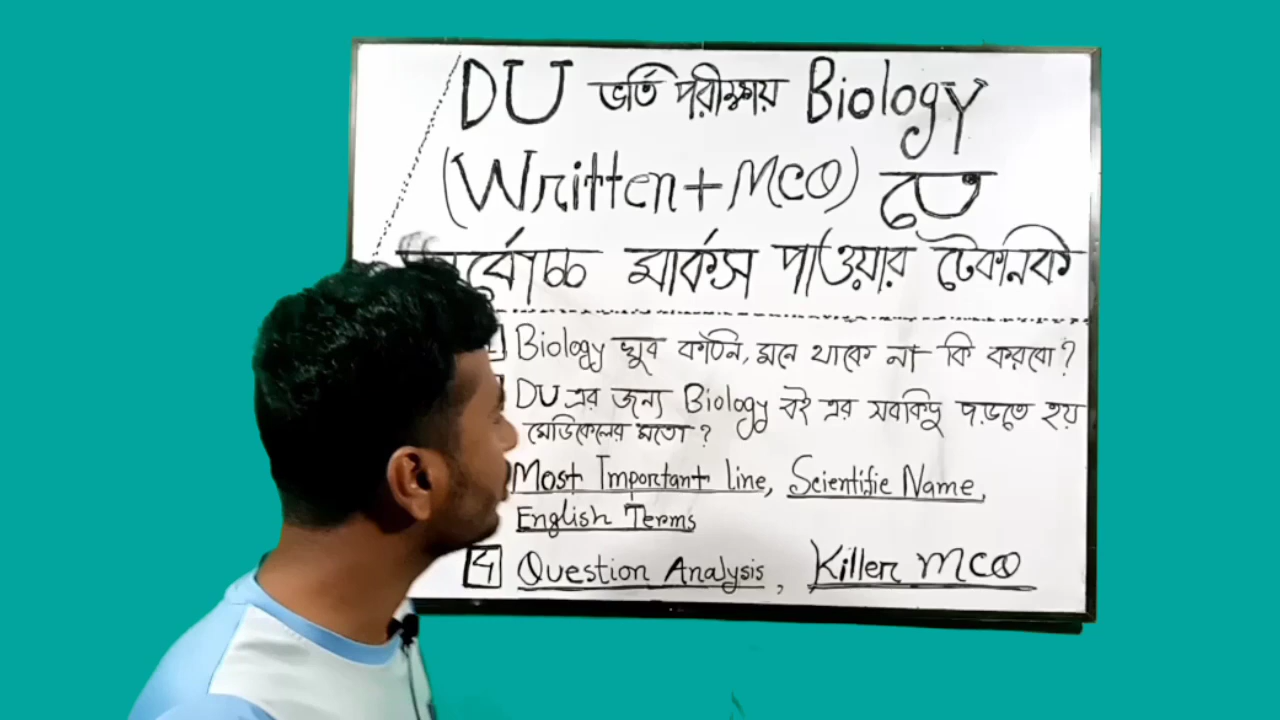 DU ভর্তি পরীক্ষায় Biology
(Written+MCQ) তে
মার্কস পাওয়ার টেকনিক
Biology খুব কঠিন, মনে থাকে না কি করবো?
DU এর জন্য Biology বই এর সবকিছু পড়তে হয়
মেডিকেলের মতো?
Most Important line, Scientific Name,
English Terms
4 Question Analysis, Killer MCQ